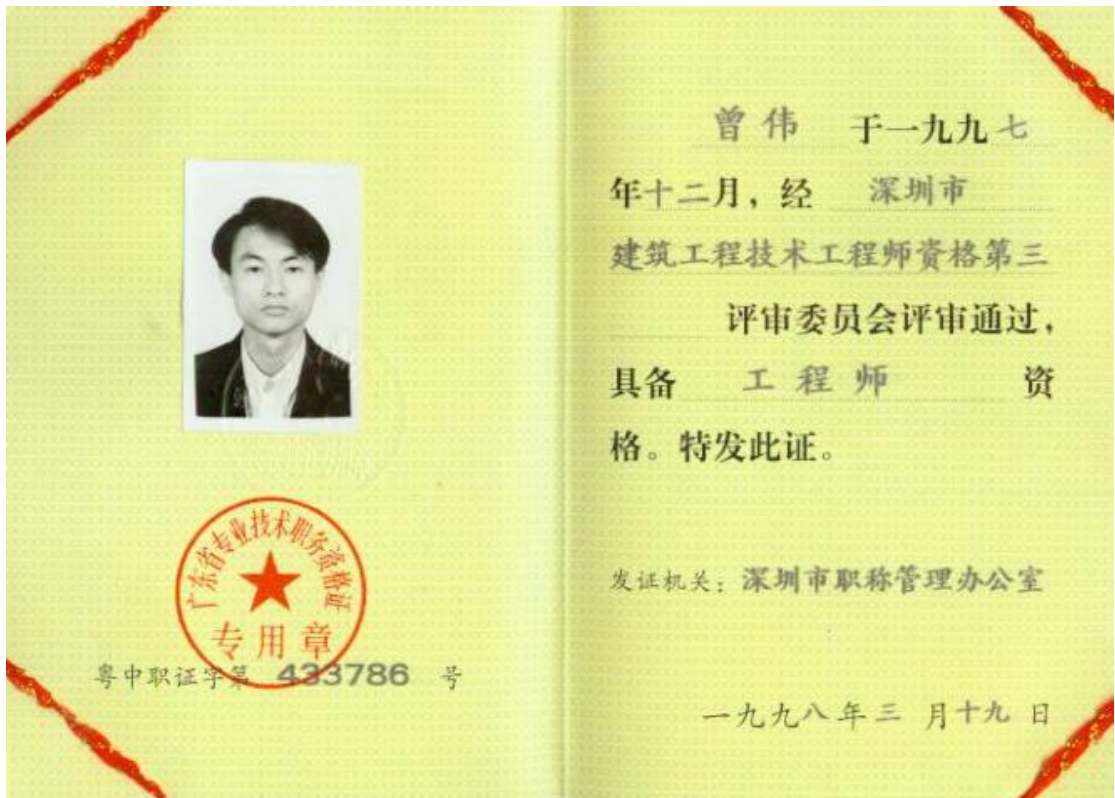 广东省专业技术职务资格证
专用章
粤中职证字第 433786 号
曾伟 于一九九七
年十二月，经 深圳市
建筑工程技术工程师资格第三
评审委员会评审通过，
具备 工程师 资
格。特发此证。
发证机关：深圳市职称管理办公室
一九九八年三月十九日